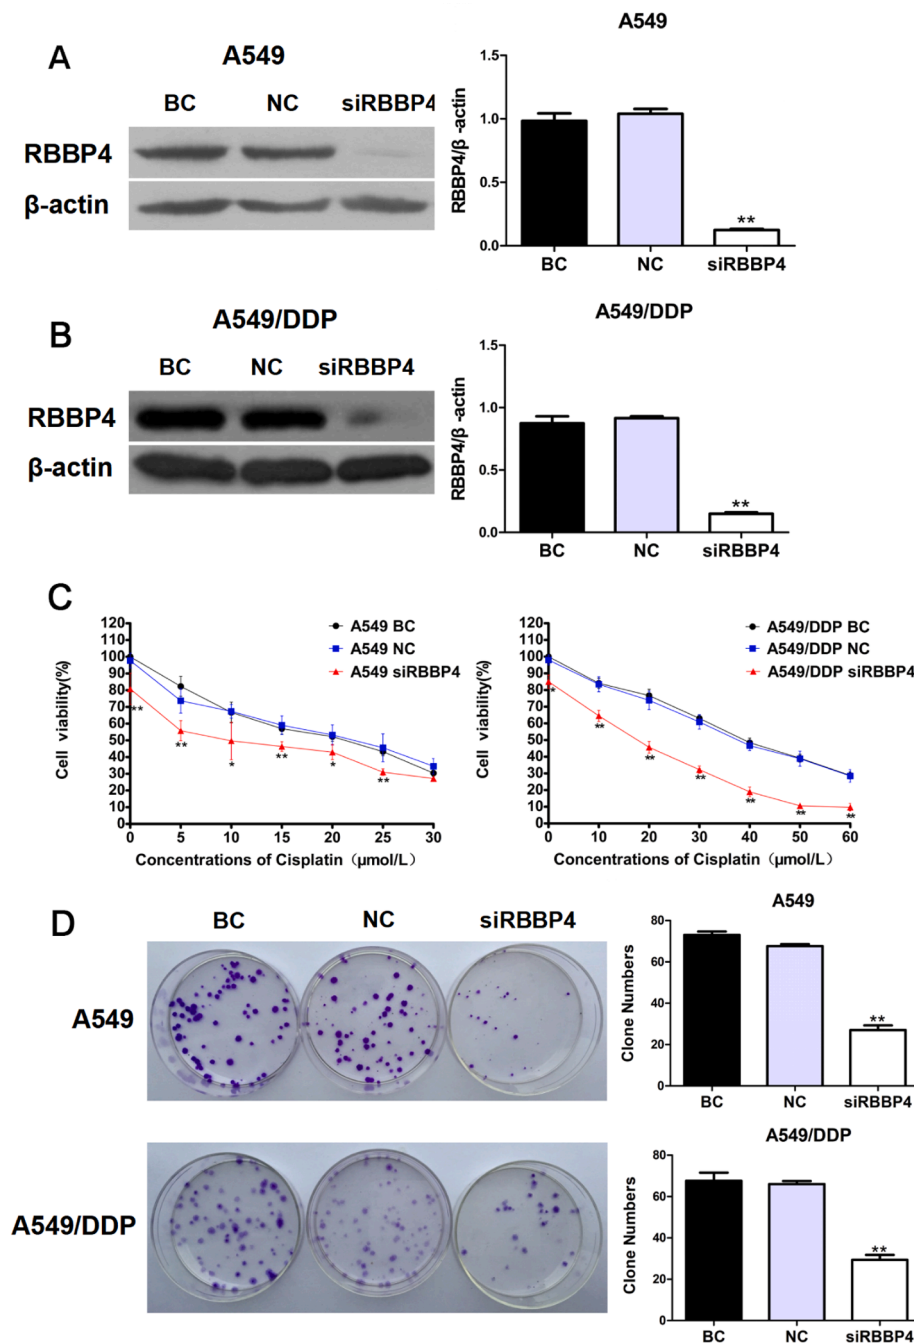 A
A549
BC NC siRBBP4
RBBP4
β-actin
A549
RBBP4/β -actin
1.5
1.0
0.5
0.0
**
BC NC siRBBP4
B
A549/DDP
BC NC siRBBP4
RBBP4
β-actin
A549/DDP
RBBP4/β -actin
1.5
1.0
0.5
0.0
**
BC NC siRBBP4
C
Cell viability(%)
120
110
100
90
80
70
60
50
40
30
20
10
0
A549 BC
A549 NC
A549 siRBBP4
** ** * ** * **
0 5 10 15 20 25 30
Concentrations of Cisplatin (μmol/L)
Cell viability(%)
120
110
100
90
80
70
60
50
40
30
20
10
0
A549/DDP BC
A549/DDP NC
A549/DDP siRBBP4
* ** ** ** ** ** **
0 10 20 30 40 50 60
Concentrations of Cisplatin (μmol/L)
D
BC NC siRBBP4
A549
A549
Clone Numbers
80
60
40
20
0
**
BC NC siRBBP4
A549/DDP
A549/DDP
Clone Numbers
80
60
40
20
0
**
BC NC siRBBP4